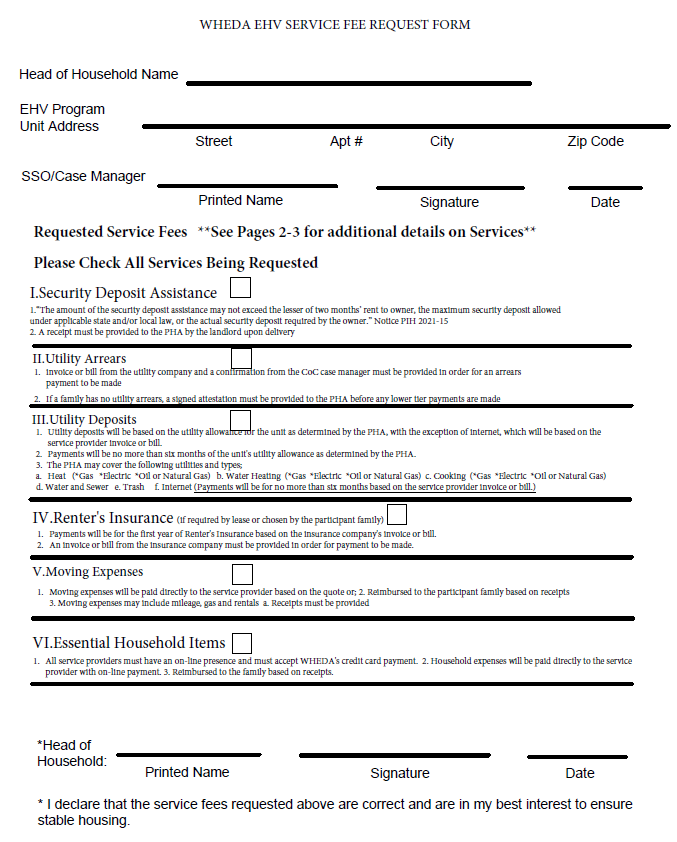 WHEDA EHV SERVICE FEE REQUEST FORM
Head of Household Name
EHV Program
Unit Address
Street Apt # City Zip Code
SSO/Case Manager
Printed Name Signature Date
Requested Service Fees **See Pages 2-3 for additional details on Services**
Please Check All Services Being Requested
I.Security Deposit Assistance
1."The amount of the security deposit assistance may not exceed the lesser of two months' rent to owner, the maximum security deposit allowed
under applicable state and/or local law, or the actual security deposit required by the owner." Notice PIH 2021-15
2. A receipt must be provided to the PHA by the landlord upon delivery
II.Utility Arrears
1. Invoice or bill from the utility company and a confirmation from the CoC case manager must be provided in order for an arrears
payment to be made
2. If a family has no utility arrears, a signed attestation must be provided to the PHA before any lower tier payments are made
III.Utility Deposits
1. Utility deposits will be based on the utility allowance for the unit as determined by the PHA, with the exception of internet, which will be based on the
service provider invoice or bill.
2. Payments will be no more than six months of the unit's utility allowance as determined by the PHA.
3. The PHA may cover the following utilities and types;
a. Heat (*Gas *Electric *Oil or Natural Gas) b. Water Heating (*Gas *Electric *Oil or Natural Gas) c. Cooking (*Gas *Electric *Oil or Natural Gas)
d. Water and Sewer e. Trash f. Internet (Payments will be for no more than six months based on the service provider invoice or bill.)
IV.Renter's Insurance (if required by lease or chosen by the participant family)
1. Payments will be for the first year of Renter's Insurance based on the insurance company's invoice or bill.
2. An invoice or bill from the insurance company must be provided in order for payment to be made.
V.Moving Expenses
1. Moving expenses will be paid directly to the service provider based on the quote or; 2. Reimbursed to the participant family based on receipts
3. Moving expenses may include mileage, gas and rentals a. Receipts must be provided
VI.Essential Household Items
1. All service providers must have an on-line presence and must accept WHEDA's credit card payment. 2. Household expenses will be paid directly to the service
provider with on-line payment. 3. Reimbursed to the family based on receipts.
*Head of
Household:
Printed Name Signature Date
* I declare that the service fees requested above are correct and are in my best interest to ensure
stable housing.